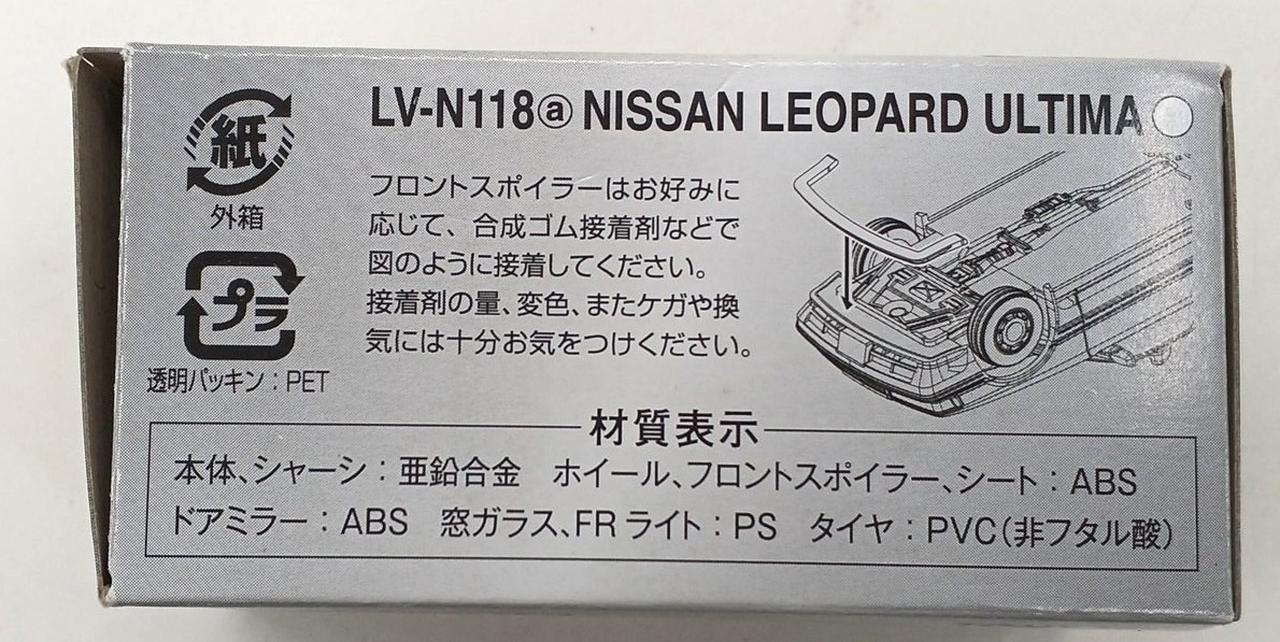 紙
外箱
プラ
透明パッキン：PET
LV-N118ⓐ NISSAN LEOPARD ULTIMA
フロントスポイラーはお好みに
応じて、合成ゴム接着剤などで
図のように接着してください。
接着剤の量、変色、またケガや換
気には十分お気をつけください。
材質表示
本体、シャーシ：亜鉛合金　ホイール、フロントスポイラー、シート：ABS
ドアミラー：ABS　窓ガラス、FRライト：PS　タイヤ：PVC（非フタル酸）